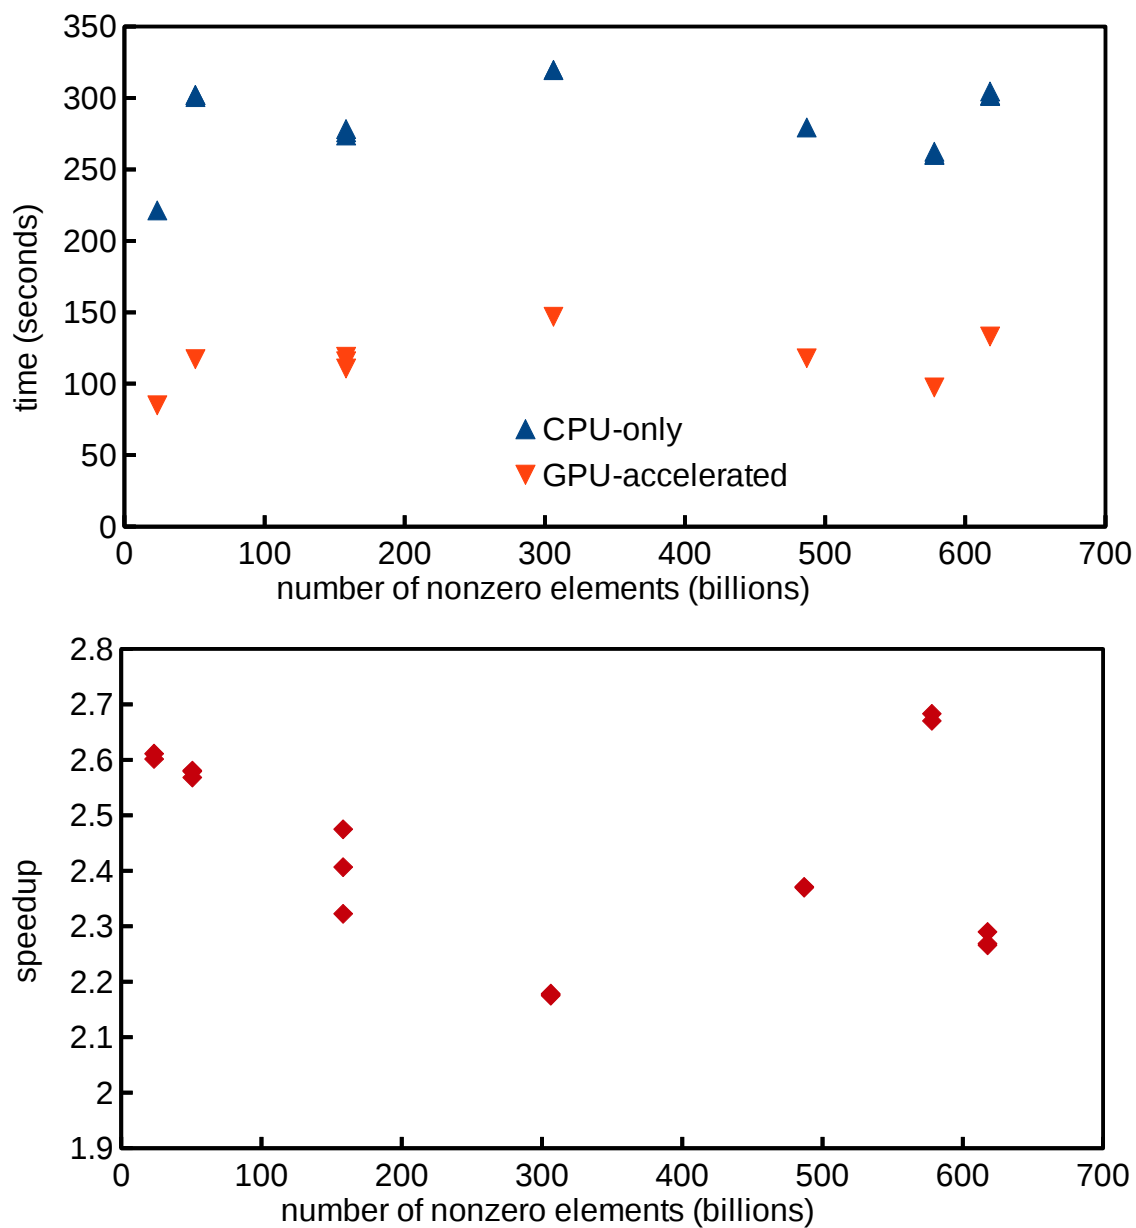 350
300
250
200
150
100
50
0
time (seconds)
CPU-only
GPU-accelerated
0 100 200 300 400 500 600 700
number of nonzero elements (billions)
2.8
2.7
2.6
2.5
2.4
2.3
2.2
2.1
2
1.9
speedup
0 100 200 300 400 500 600 700
number of nonzero elements (billions)